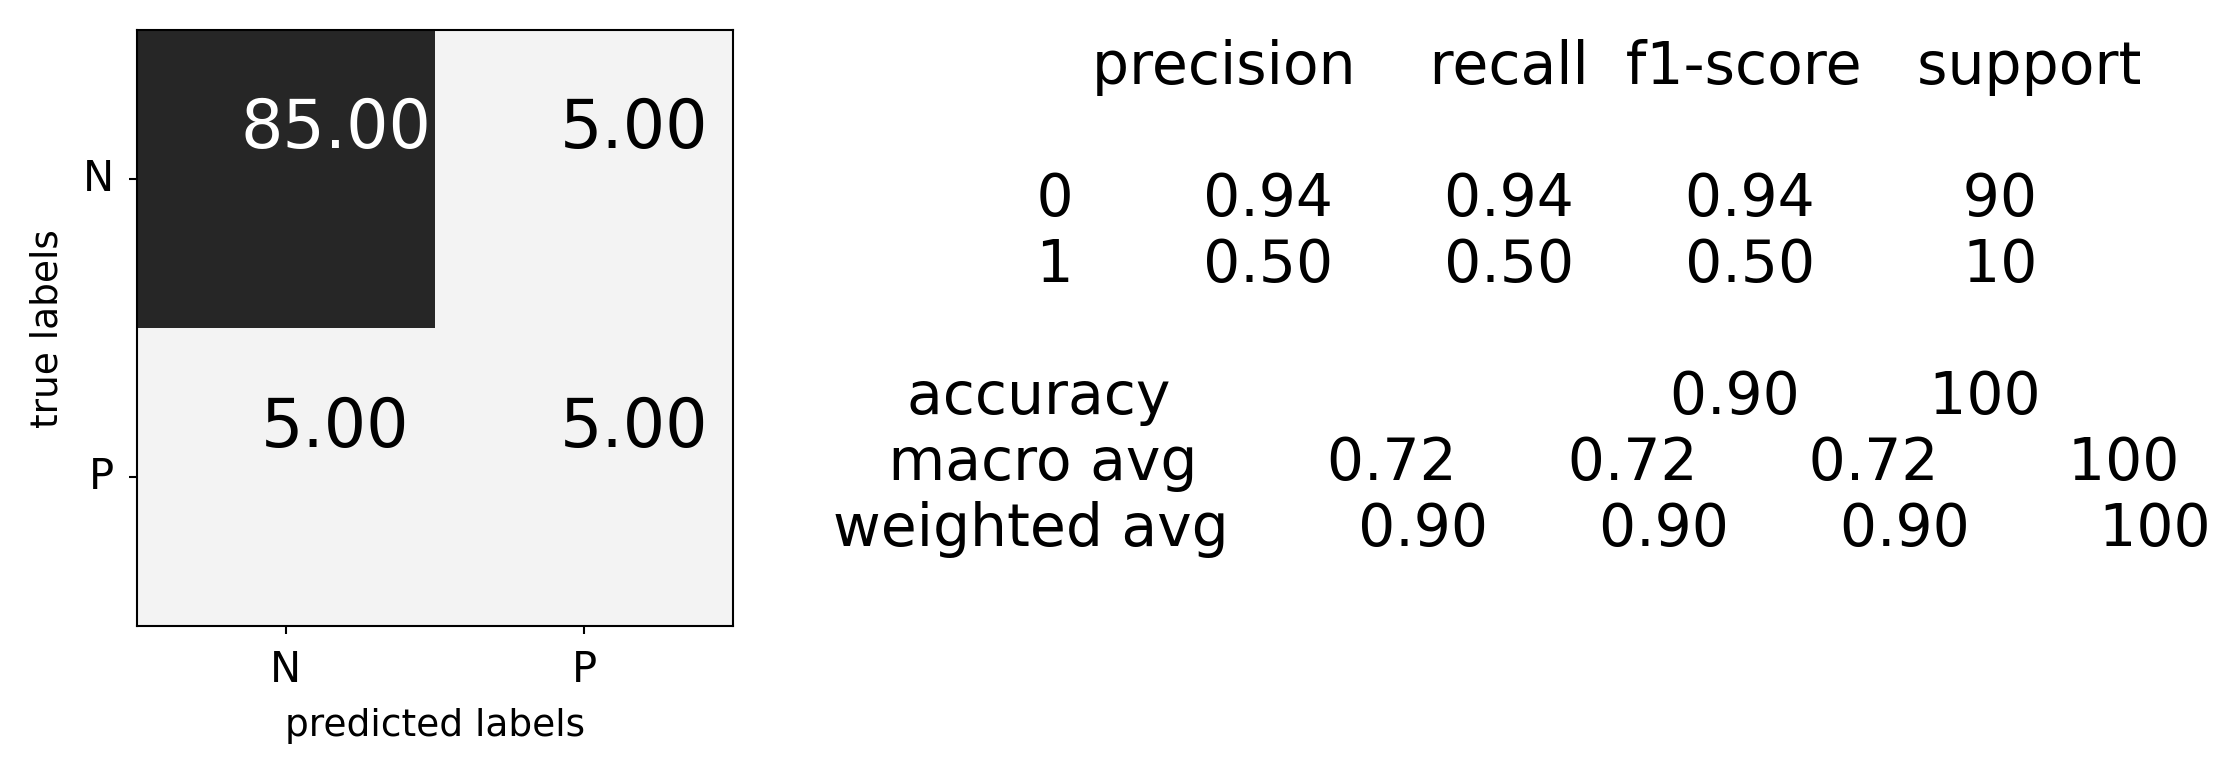 85.00 5.00
N
5.00 5.00
P
true labels
N P
predicted labels
precision recall f1-score support
0 0.94 0.94 0.94 90
1 0.50 0.50 0.50 10
accuracy 0.90 100
macro avg 0.72 0.72 0.72 100
weighted avg 0.90 0.90 0.90 100